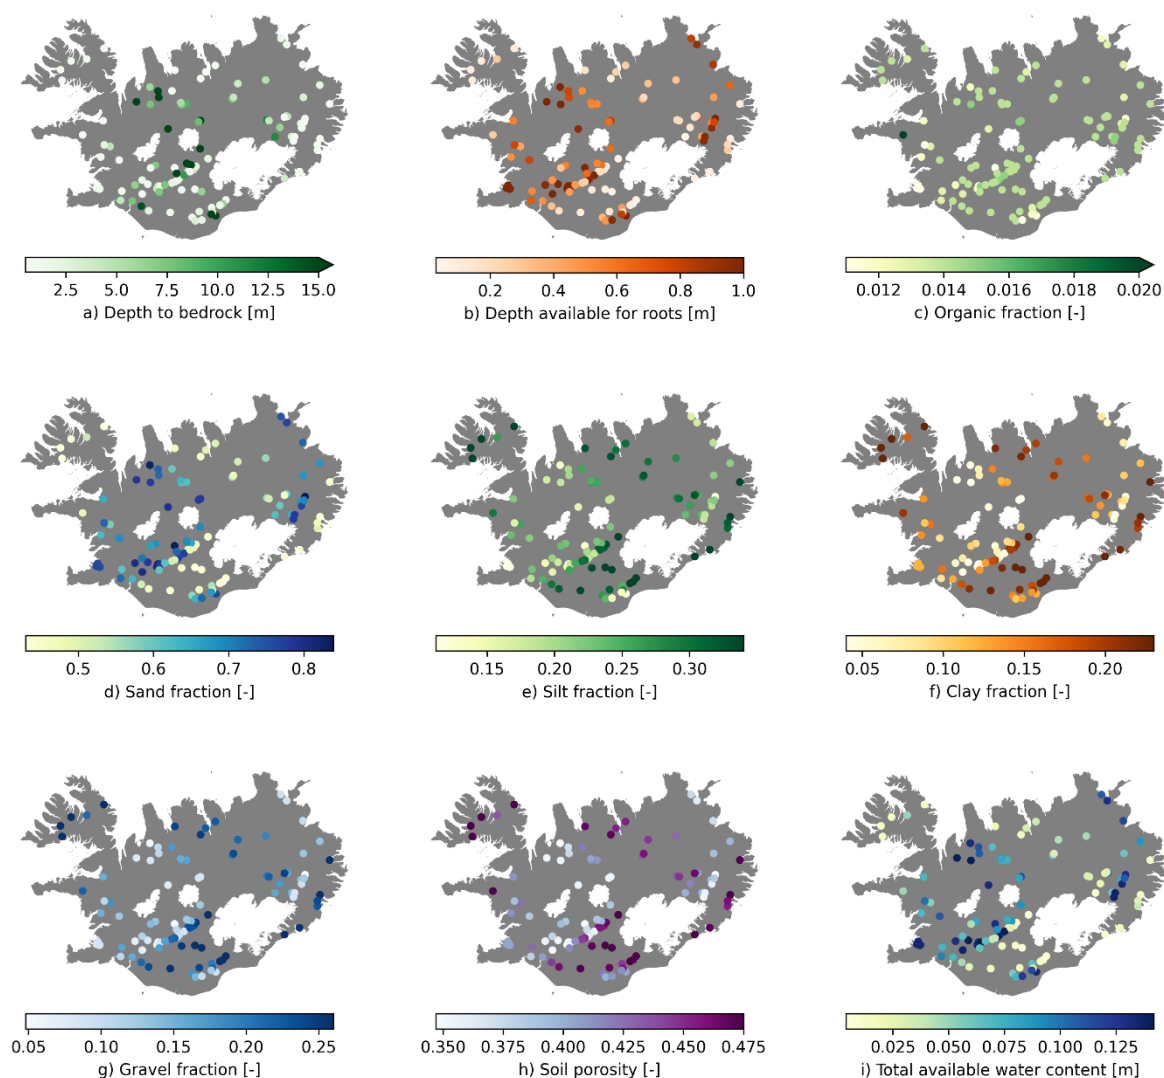 2.5 5.0 7.5 10.0 12.5 15.0
a) Depth to bedrock [m]
0.2 0.4 0.6 0.8 1.0
b) Depth available for roots [m]
0.012 0.014 0.016 0.018 0.020
c) Organic fraction [-]
0.5 0.6 0.7 0.8
d) Sand fraction [-]
0.15 0.20 0.25 0.30
e) Silt fraction [-]
0.05 0.10 0.15 0.20
f) Clay fraction [-]
0.05 0.10 0.15 0.20 0.25
g) Gravel fraction [-]
0.350 0.375 0.400 0.425 0.450 0.475
h) Soil porosity [-]
0.025 0.050 0.075 0.100 0.125
i) Total available water content [m]